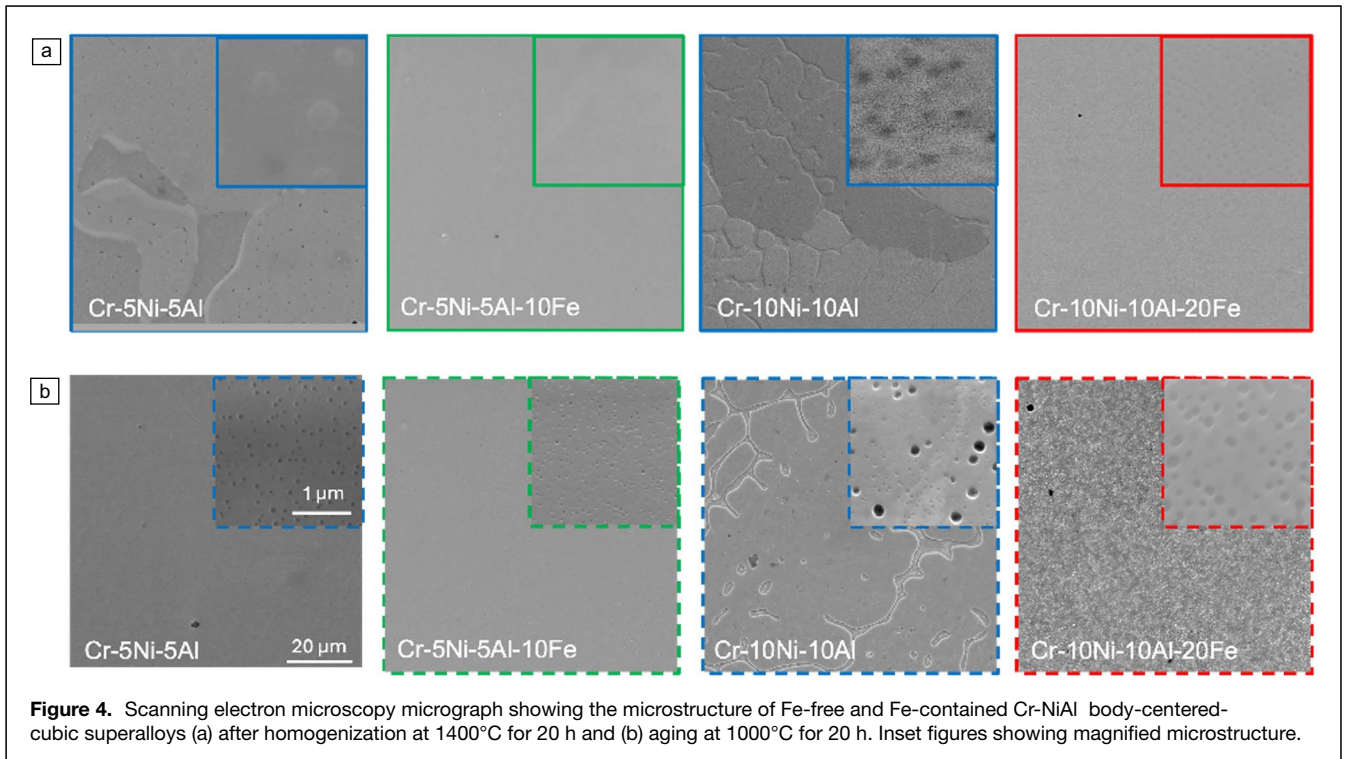 a
Cr-5Ni-5Al
Cr-5Ni-5Al-10Fe
Cr-10Ni-10Al
Cr-10Ni-10Al-20Fe
b
1 µm
Cr-5Ni-5Al
20 µm
Cr-5Ni-5Al-10Fe
Cr-10Ni-10Al
Cr-10Ni-10Al-20Fe
Figure 4. Scanning electron microscopy micrograph showing the microstructure of Fe-free and Fe-contained Cr-NiAl body-centered-
cubic superalloys (a) after homogenization at 1400°C for 20 h and (b) aging at 1000°C for 20 h. Inset figures showing magnified microstructure.